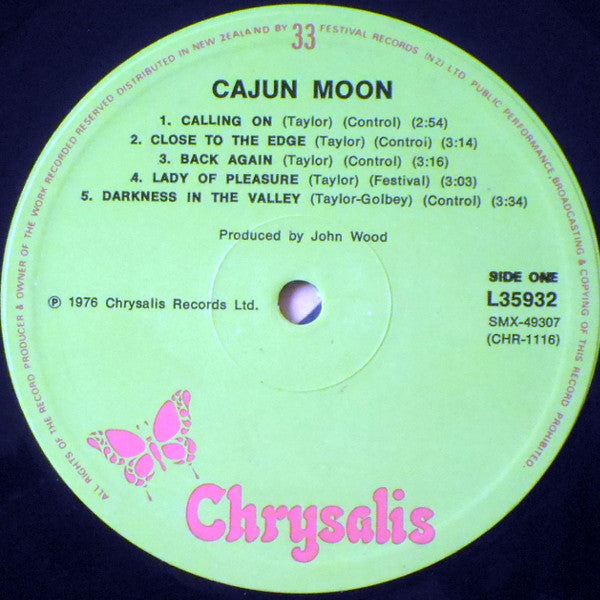 ALL RIGHTS OF THE RECORD PRODUCER & OWNER OF THE WORK RECORDED RESERVED DISTRIBUTED IN NEW ZEALAND BY 33 FESTIVAL RECORDS (NZ) LTD. PUBLIC PERFORMANCE BROADCASTING & COPYING OF THIS RECORD PROHIBITED.
CAJUN MOON
1. CALLING ON (Taylor) (Control) (2:54)
2. CLOSE TO THE EDGE (Taylor) (Controi) (3:14)
3. BACK AGAIN (Taylor) (Control) (3:16)
4. LADY OF PLEASURE (Taylor) (Festival) (3:03)
5. DARKNESS IN THE VALLEY (Taylor-Golbey) (Control) (3:34)
Produced by John Wood
SIDE ONE
℗ 1976 Chrysalis Records Ltd.
L35932
SMX-49307
(CHR-1116)
Chrysalis